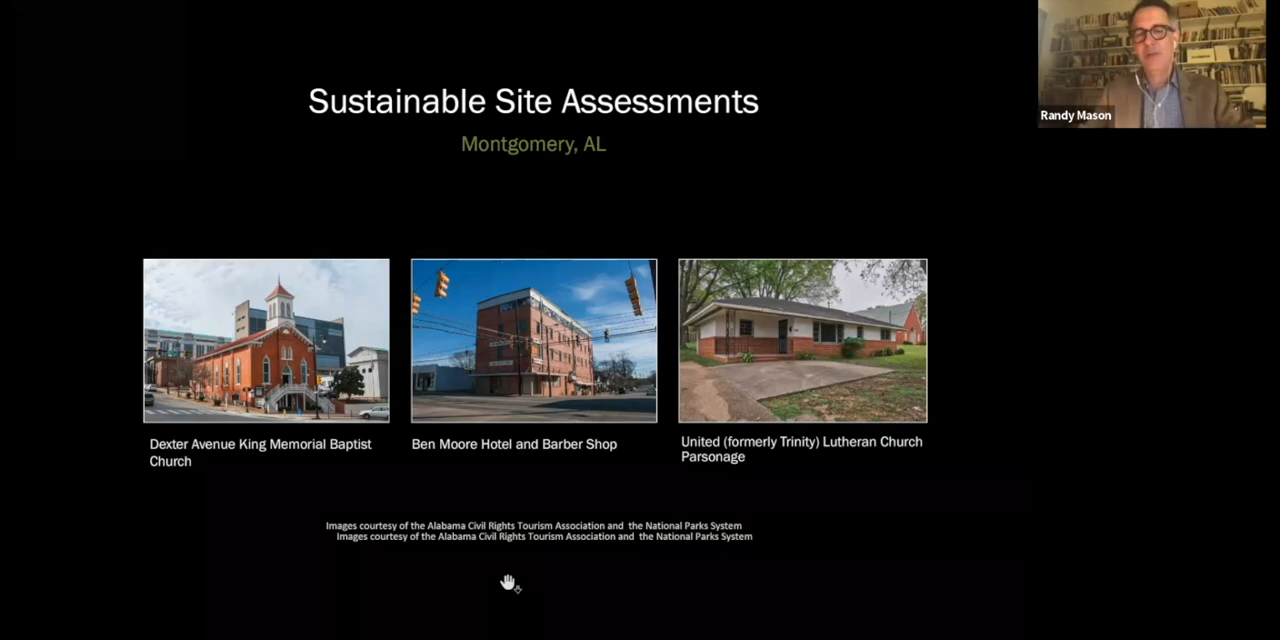 Sustainable Site Assessments
Montgomery, AL
Randy Mason
Dexter Avenue King Memorial Baptist
Church
Ben Moore Hotel and Barber Shop
United (formerly Trinity) Lutheran Church
Parsonage
Images courtesy of the Alabama Civil Rights Tourism Association and the National Parks System
Images courtesy of the Alabama Civil Rights Tourism Association and the National Parks System